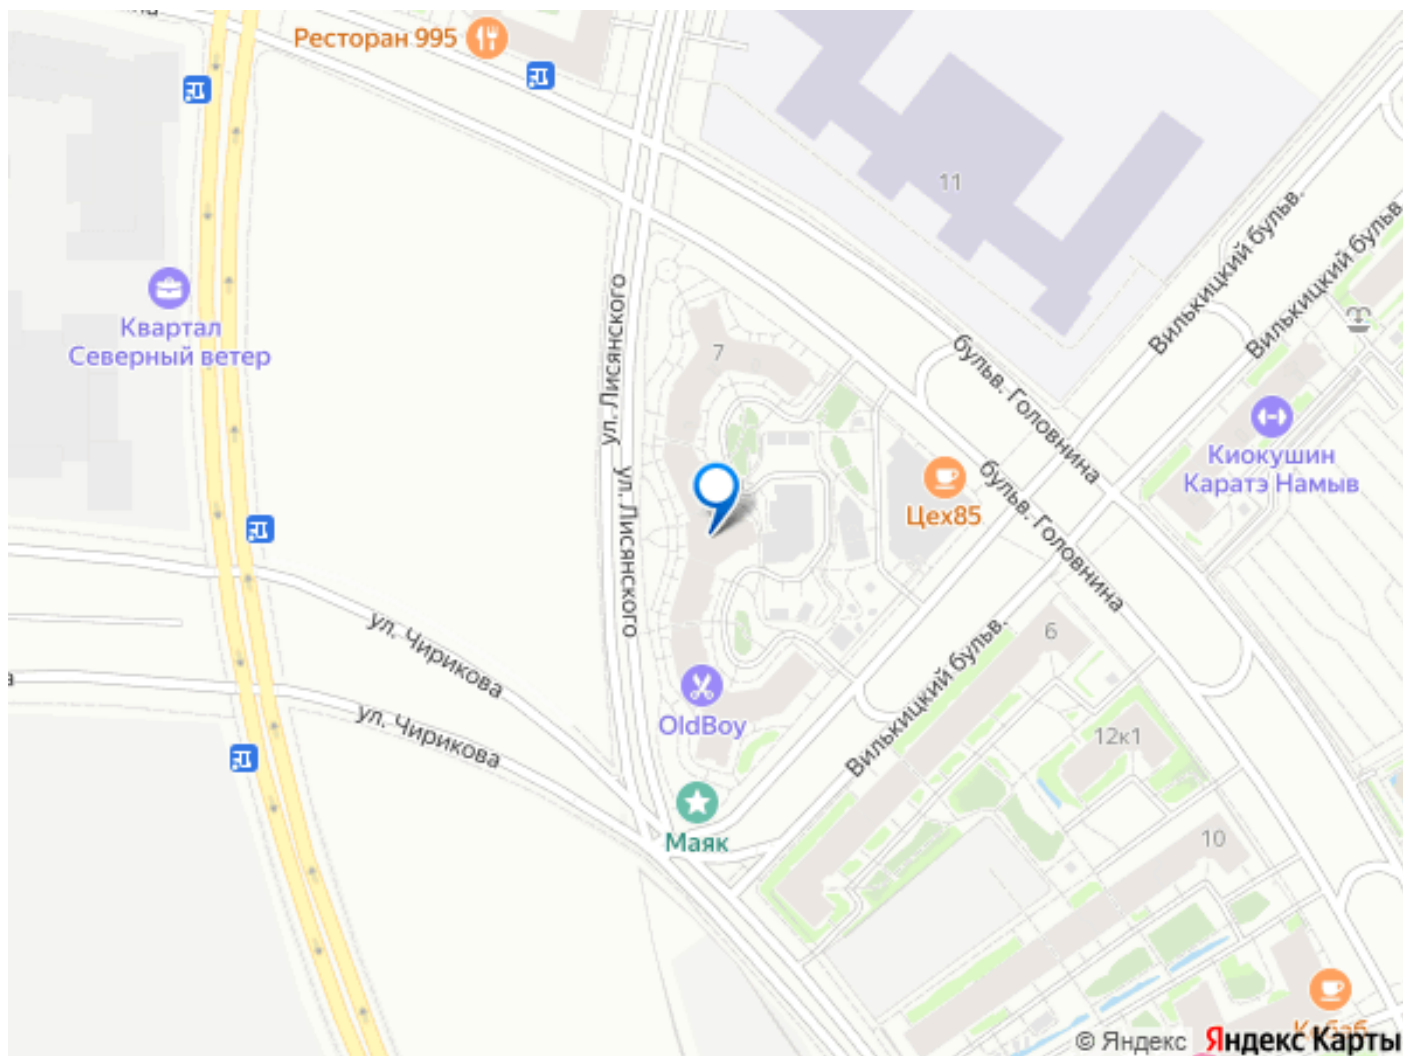 Ресторан 995
11
Вилькицкий бульв.
Вилькицкий бульв.
Квартал
Северный ветер
ул. Лисянского
7
бульв. Головнина
Киокушин
Каратэ Намыв
ул. Лисянского
Цех85
бульв. Головнина
ул. Чирикова
6
Вилькицкий бульв.
OldBoy
ул. Чирикова
12к1
Маяк
10
© Яндекс Яндекс Карты